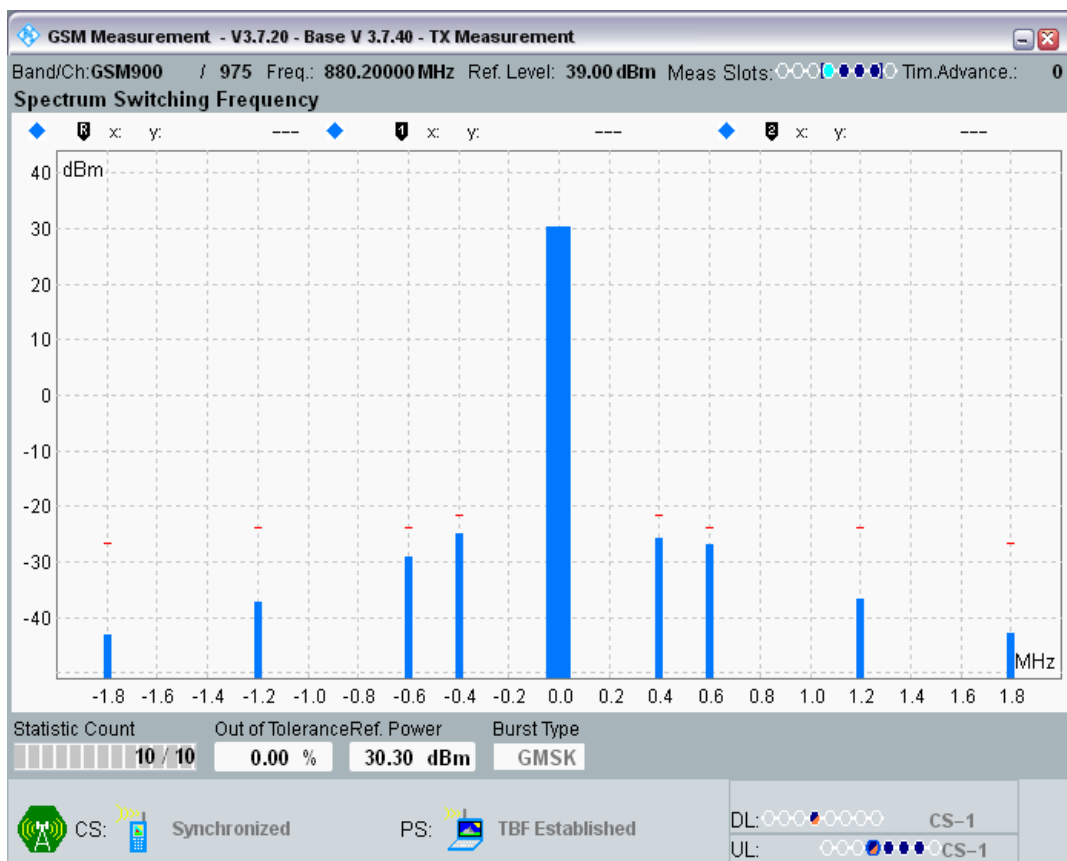 GSM Measurement - V3.7.20 - Base V 3.7.40 - TX Measurement
Band/Ch:GSM900 / 975 Freq.: 880.20000 MHz Ref. Level: 39.00 dBm Meas Slots: Tim.Advance.: 0
Spectrum Switching Frequency
R x: y: --- 1 x: y: --- 2 x: y: ---
dBm
40
30
20
10
0
-10
-20
-30
-40
MHz
-1.8 -1.6 -1.4 -1.2 -1.0 -0.8 -0.6 -0.4 -0.2 0.0 0.2 0.4 0.6 0.8 1.0 1.2 1.4 1.6 1.8
Statistic Count Out of Tolerance Ref. Power Burst Type
10 / 10 0.00 % 30.30 dBm GMSK
CS: Synchronized PS: TBF Established
DL: CS-1
UL: CS-1